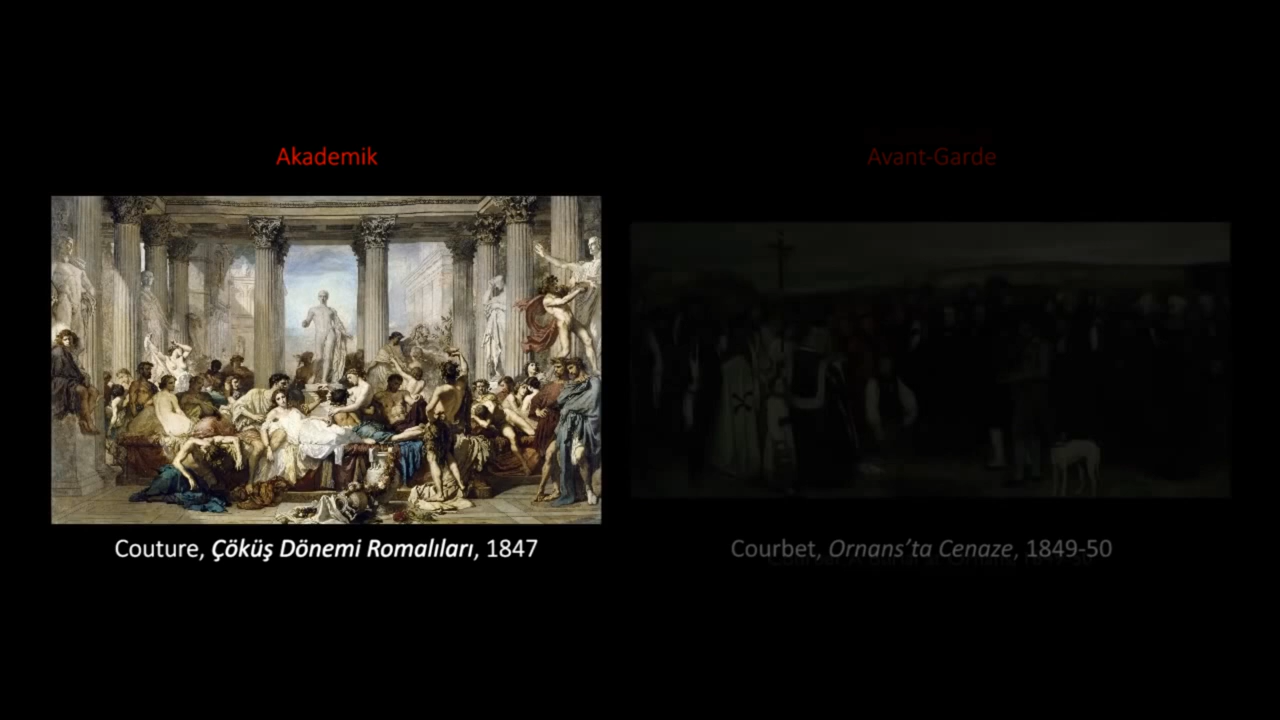 Akademik
Avant-Garde
Couture, Çöküş Dönemi Romalıları, 1847
Courbet, Ornans’ta Cenaze, 1849-50